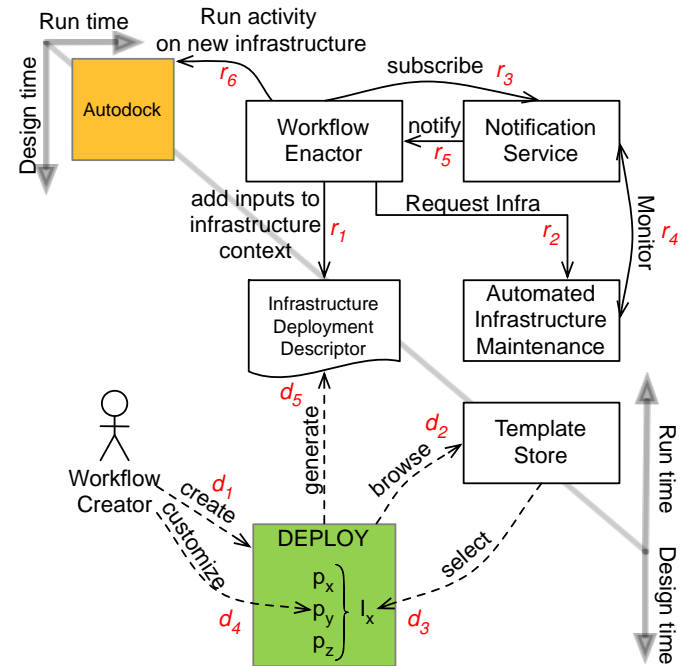 Run time
Design time
Run activity
on new infrastructure
r6
Autodock
subscribe
r3
Workflow
Enactor
notify
r5
Notification
Service
add inputs to
infrastructure
context
r1
Request Infra
r2
Monitor
r4
Infrastructure
Deployment
Descriptor
Automated
Infrastructure
Maintenance
d5
generate
d2
browse
Template
Store
Run time
Design time
Workflow
Creator
d1
create
customize
d4
DEPLOY
px
py
pz
Ix
select
d3